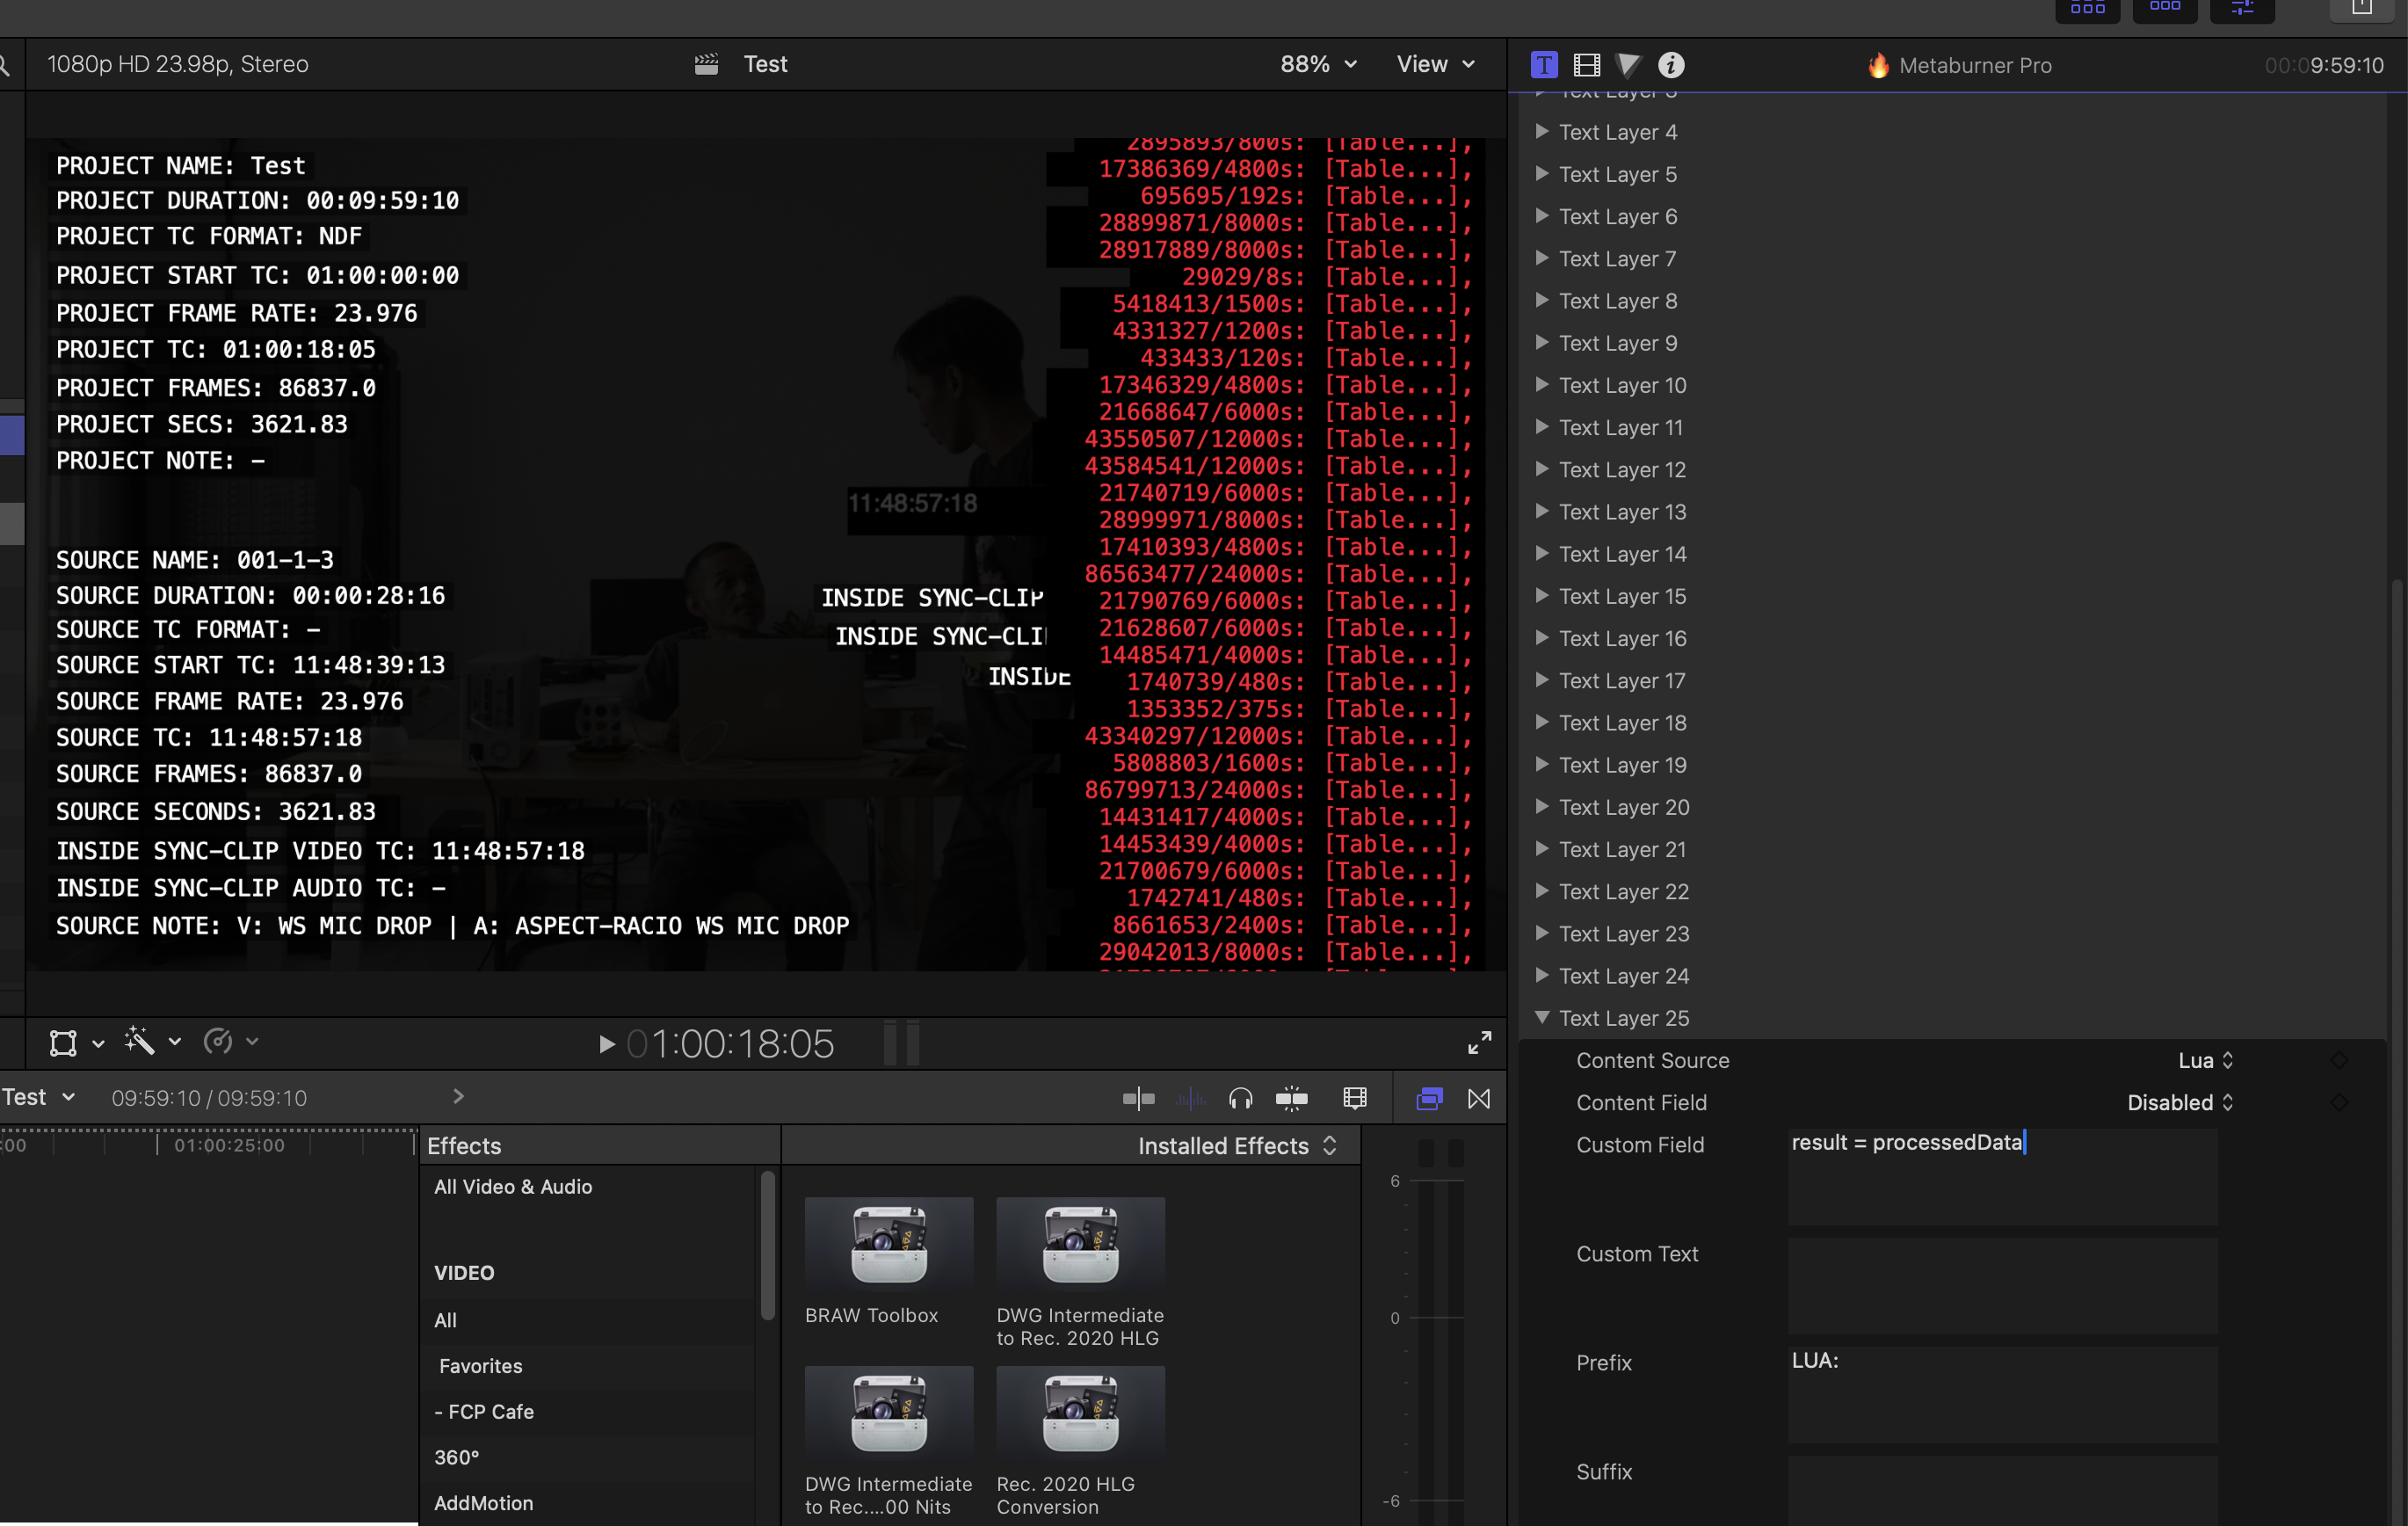 1080p HD 23.98p, Stereo
Test
88%
View
PROJECT NAME: Test
PROJECT DURATION: 00:09:59:10
PROJECT TC FORMAT: NDF
PROJECT START TC: 01:00:00:00
PROJECT FRAME RATE: 23.976
PROJECT TC: 01:00:18:05
PROJECT FRAMES: 86837.0
PROJECT SECS: 3621.83
PROJECT NOTE: –
11:48:57:18
SOURCE NAME: 001-1-3
SOURCE DURATION: 00:00:28:16
SOURCE TC FORMAT: –
SOURCE START TC: 11:48:39:13
SOURCE FRAME RATE: 23.976
SOURCE TC: 11:48:57:18
SOURCE FRAMES: 86837.0
SOURCE SECONDS: 3621.83
INSIDE SYNC-CLIP VIDEO TC: 11:48:57:18
INSIDE SYNC-CLIP AUDIO TC: –
SOURCE NOTE: V: WS MIC DROP | A: ASPECT-RACIO WS MIC DROP
INSIDE SYNC-CLIP
INSIDE SYNC-CLI
INSIDE
2895893/800s: [Table...],
17386369/4800s: [Table...],
695695/192s: [Table...],
28899871/8000s: [Table...],
28917889/8000s: [Table...],
29029/8s: [Table...],
5418413/1500s: [Table...],
4331327/1200s: [Table...],
433433/120s: [Table...],
17346329/4800s: [Table...],
21668647/6000s: [Table...],
43550507/12000s: [Table...],
43584541/12000s: [Table...],
21740719/6000s: [Table...],
28999971/8000s: [Table...],
17410393/4800s: [Table...],
86563477/24000s: [Table...],
21790769/6000s: [Table...],
21628607/6000s: [Table...],
14485471/4000s: [Table...],
1740739/480s: [Table...],
1353352/375s: [Table...],
43340297/12000s: [Table...],
5808803/1600s: [Table...],
86799713/24000s: [Table...],
14431417/4000s: [Table...],
14453439/4000s: [Table...],
21700679/6000s: [Table...],
1742741/480s: [Table...],
8661653/2400s: [Table...],
29042013/8000s: [Table...],
01:00:18:05
Test
09:59:10 / 09:59:10
:00
01:00:25:00
Effects
Installed Effects
All Video & Audio
VIDEO
All
Favorites
- FCP Cafe
360°
AddMotion
BRAW Toolbox
DWG Intermediate
to Rec. 2020 HLG
DWG Intermediate
to Rec....00 Nits
Rec. 2020 HLG
Conversion
6
0
-6
T
i
Metaburner Pro
00:09:59:10
Text Layer 3
Text Layer 4
Text Layer 5
Text Layer 6
Text Layer 7
Text Layer 8
Text Layer 9
Text Layer 10
Text Layer 11
Text Layer 12
Text Layer 13
Text Layer 14
Text Layer 15
Text Layer 16
Text Layer 17
Text Layer 18
Text Layer 19
Text Layer 20
Text Layer 21
Text Layer 22
Text Layer 23
Text Layer 24
Text Layer 25
Content Source
Lua
Content Field
Disabled
Custom Field
result = processedData
Custom Text
Prefix
LUA:
Suffix